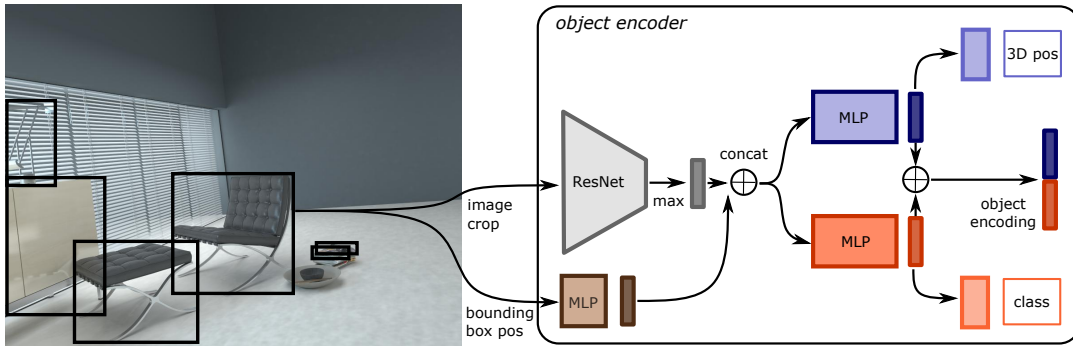 object encoder
3D pos
MLP
concat
ResNet
max
image
crop
MLP
object
encoding
MLP
bounding
box pos
class